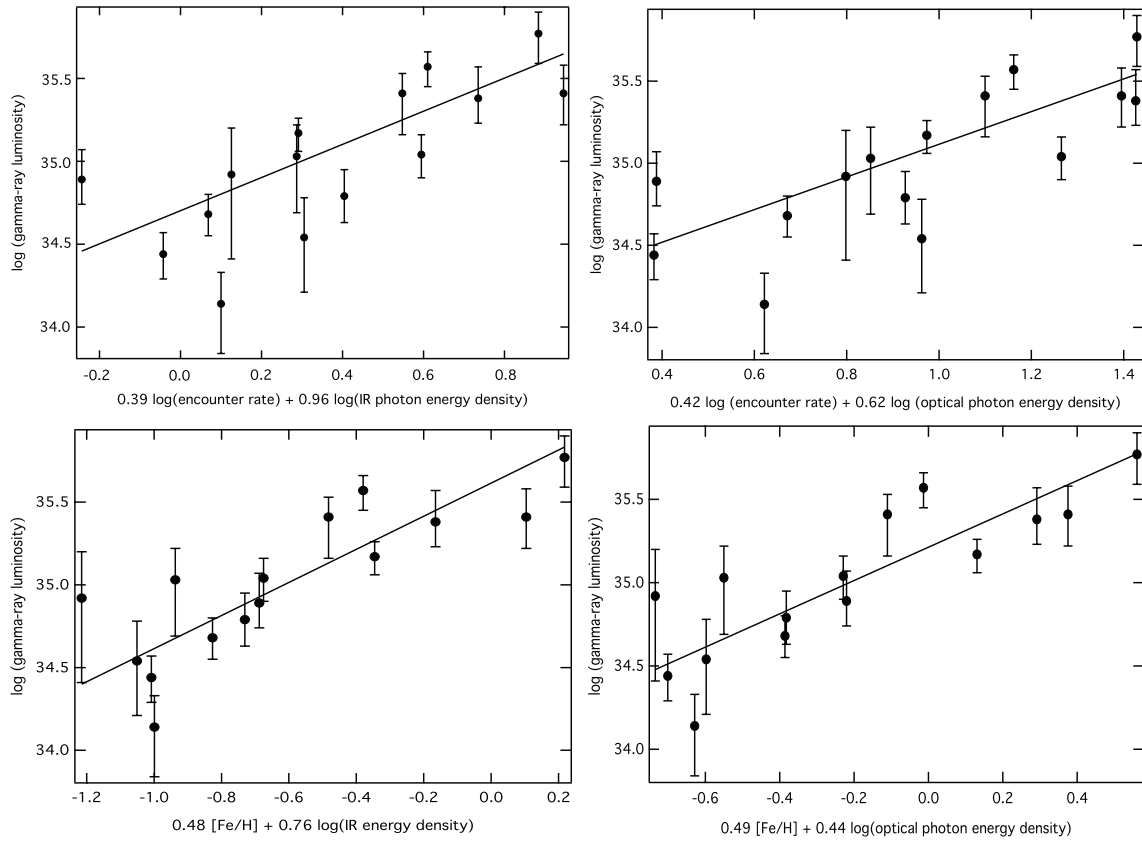 35.5
35.0
34.5
34.0
log (gamma-ray luminosity)
-0.2 0.0 0.2 0.4 0.6 0.8
0.39 log(encounter rate) + 0.96 log(IR photon energy density)
35.5
35.0
34.5
34.0
log (gamma-ray luminosity)
0.4 0.6 0.8 1.0 1.2 1.4
0.42 log (encounter rate) + 0.62 log (optical photon energy density)
35.5
35.0
34.5
34.0
log (gamma-ray luminosity)
-1.2 -1.0 -0.8 -0.6 -0.4 -0.2 0.0 0.2
0.48 [Fe/H] + 0.76 log(IR energy density)
35.5
35.0
34.5
34.0
log (gamma-ray luminosity)
-0.6 -0.4 -0.2 0.0 0.2 0.4
0.49 [Fe/H] + 0.44 log(optical photon energy density)